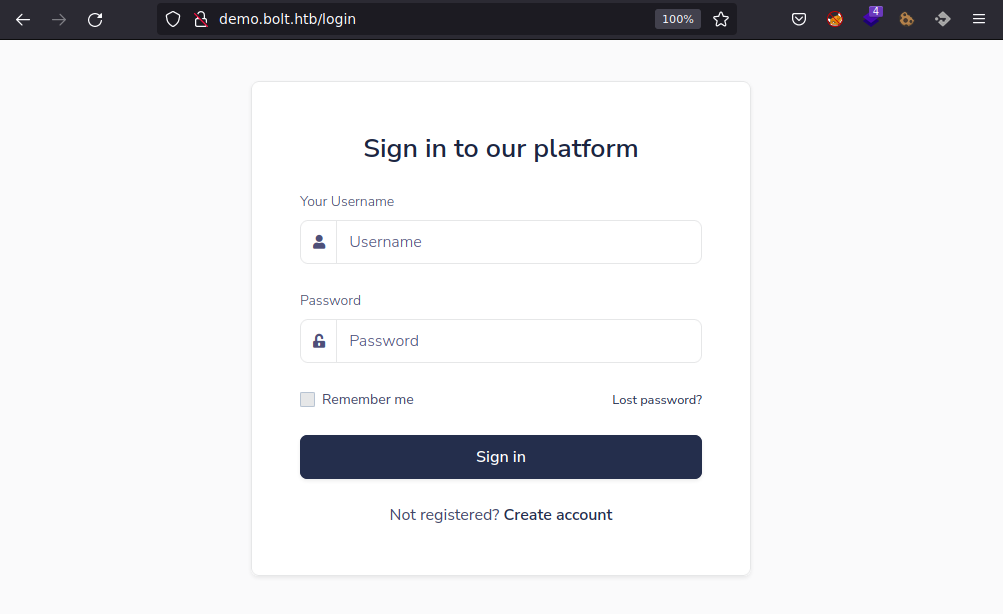 demo.bolt.htb/login
100%
4
Sign in to our platform
Your Username
Username
Password
Password
Remember me
Lost password?
Sign in
Not registered? Create account